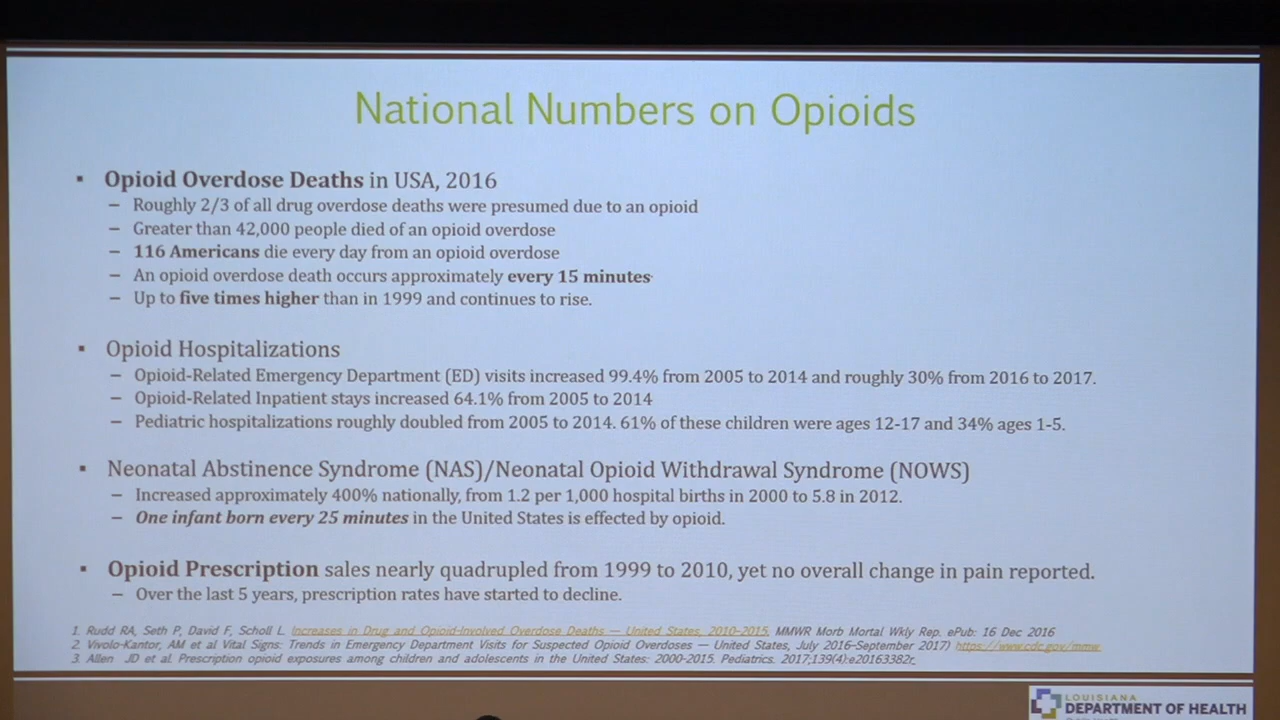 National Numbers on Opioids
▪ Opioid Overdose Deaths in USA, 2016
– Roughly 2/3 of all drug overdose deaths were presumed due to an opioid
– Greater than 42,000 people died of an opioid overdose
– 116 Americans die every day from an opioid overdose
– An opioid overdose death occurs approximately every 15 minutes
– Up to five times higher than in 1999 and continues to rise.
▪ Opioid Hospitalizations
– Opioid-Related Emergency Department (ED) visits increased 99.4% from 2005 to 2014 and roughly 30% from 2016 to 2017.
– Opioid-Related Inpatient stays increased 64.1% from 2005 to 2014
– Pediatric hospitalizations roughly doubled from 2005 to 2014. 61% of these children were ages 12-17 and 34% ages 1-5.
▪ Neonatal Abstinence Syndrome (NAS)/Neonatal Opioid Withdrawal Syndrome (NOWS)
– Increased approximately 400% nationally, from 1.2 per 1,000 hospital births in 2000 to 5.8 in 2012.
– One infant born every 25 minutes in the United States is effected by opioid.
▪ Opioid Prescription sales nearly quadrupled from 1999 to 2010, yet no overall change in pain reported.
– Over the last 5 years, prescription rates have started to decline.
1. Rudd RA, Seth P, David F, Scholl L. Increases in Drug and Opioid-Involved Overdose Deaths — United States, 2010–2015. MMWR Morb Mortal Wkly Rep. ePub: 16 Dec 2016
2. Vivolo-Kantor, AM et al Vital Signs: Trends in Emergency Department Visits for Suspected Opioid Overdoses — United States, July 2016–September 2017) https://www.cdc.gov/mmw
3. Allen JD et al. Prescription opioid exposures among children and adolescents in the United States: 2000-2015. Pediatrics. 2017;139(4):e20163382r.
LOUISIANA
DEPARTMENT OF HEALTH